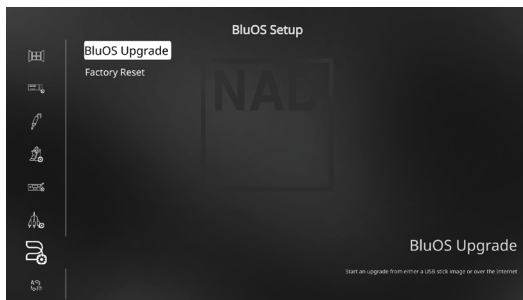 BluOS Setup
BluOS Upgrade
Factory Reset
NAD
BluOS Upgrade
Start an upgrade from either a USB stick image or over the Internet